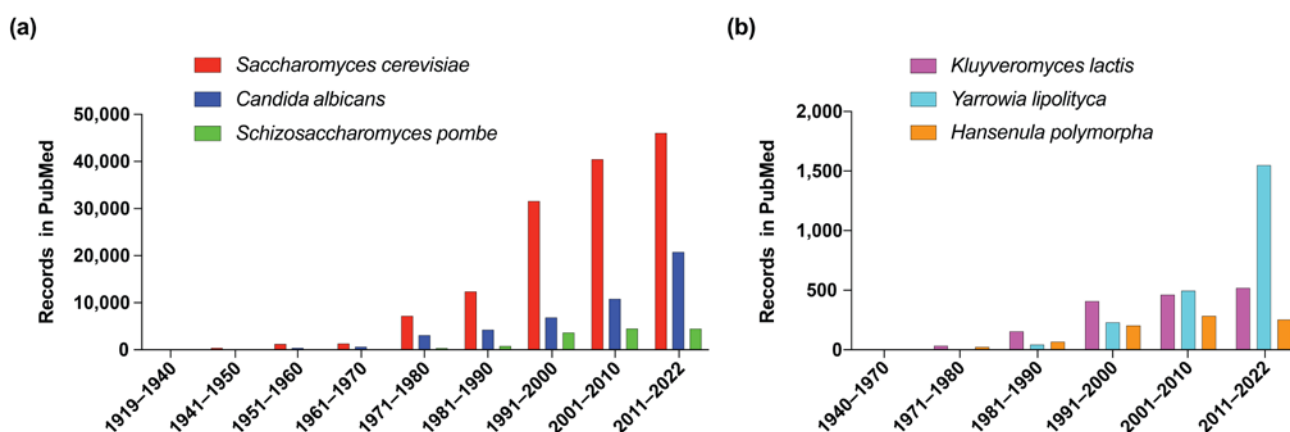 (a)
Saccharomyces cerevisiae
Candida albicans
Schizosaccharomyces pombe
Records in PubMed
50,000
40,000
30,000
20,000
10,000
0
1919–1940
1941–1950
1951–1960
1961–1970
1971–1980
1981–1990
1991–2000
2001–2010
2011–2022
(b)
Kluyveromyces lactis
Yarrowia lipolityca
Hansenula polymorpha
Records in PubMed
2,000
1,500
1,000
500
0
1940–1970
1971–1980
1981–1990
1991–2000
2001–2010
2011–2022